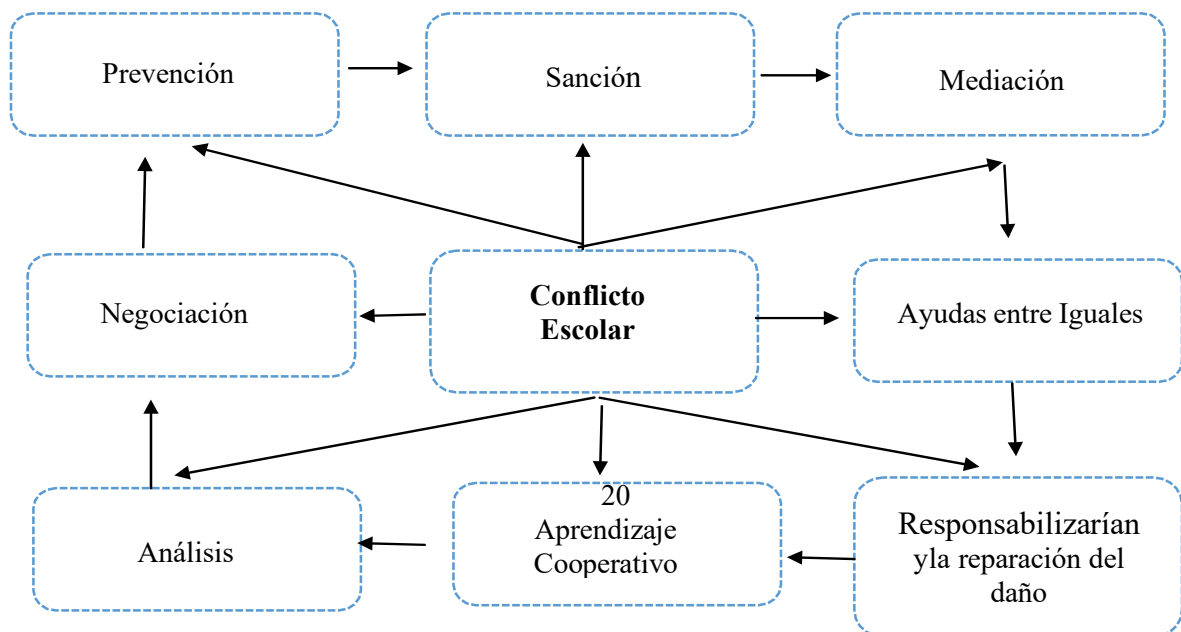 Prevención
Sanción
Mediación
Negociación
Conflicto
Escolar
Ayudas entre Iguales
Análisis
20
Aprendizaje
Cooperativo
Responsabilizarían
yla reparación del
daño